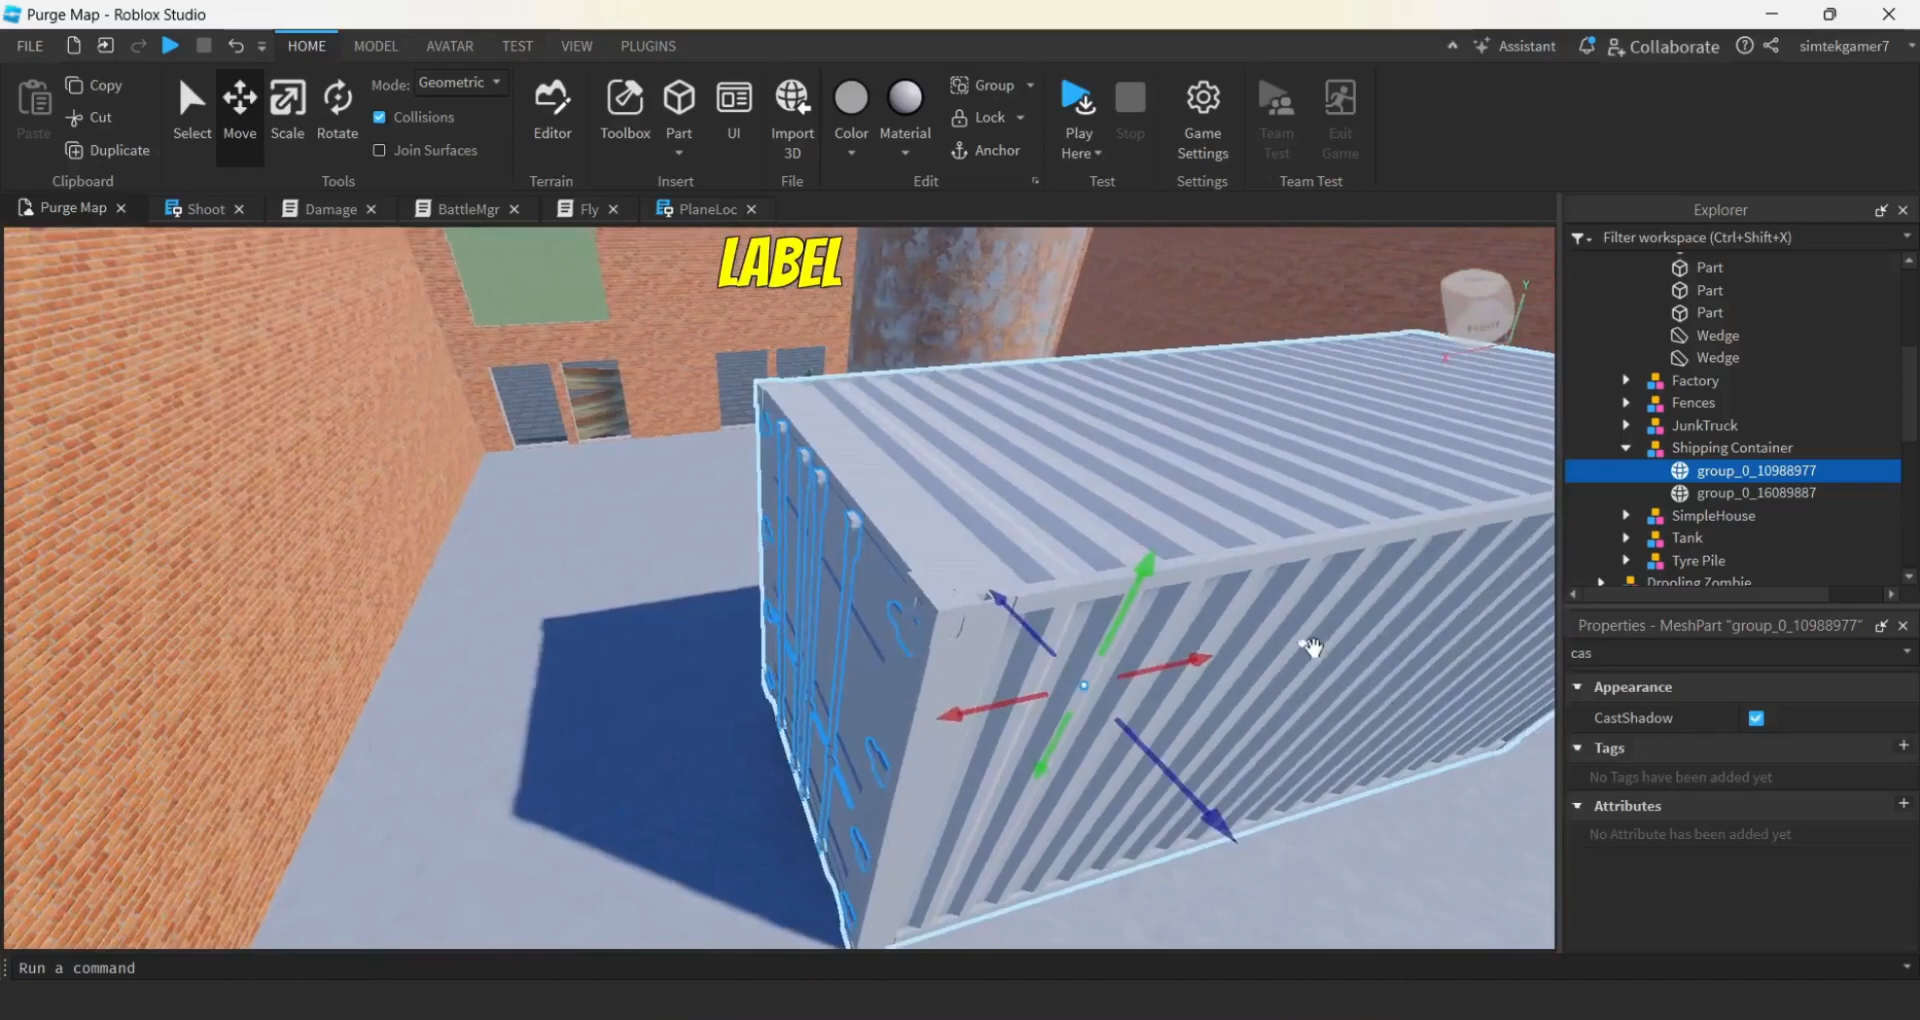 Purge Map - Roblox Studio
FILE HOME MODEL AVATAR TEST VIEW PLUGINS Assistant Collaborate simtekgamer7
Paste Copy Cut Duplicate Clipboard
Select Move Scale Rotate Mode: Geometric Collisions Join Surfaces Tools
Editor Terrain
Toolbox Part UI Insert
Import 3D File
Color Material Group Lock Anchor Edit
Play Here Stop Test
Game Settings Settings
Team Test Exit Game Team Test
Purge Map Shoot Damage BattleMgr Fly PlaneLoc
LABEL
FRONT
Y
X
Explorer
Filter workspace (Ctrl+Shift+X)
Part
Part
Part
Wedge
Wedge
Factory
Fences
JunkTruck
Shipping Container
group_0_10988977
group_0_16089887
SimpleHouse
Tank
Tyre Pile
Drooling Zombie
Properties - MeshPart "group_0_10988977"
cas
Appearance
CastShadow
Tags
No Tags have been added yet
Attributes
No Attribute has been added yet
Run a command